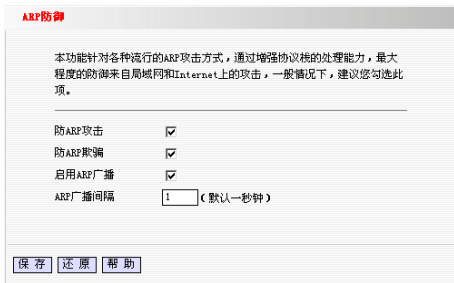 ARP防御
本功能针对各种流行的ARP攻击方式，通过增强协议栈的处理能力，最大
程度的防御来自局域网和Internet上的攻击，一般情况下，建议您勾选此
项。
防ARP攻击
防ARP欺骗
启用ARP广播
ARP广播间隔 1 (默认一秒钟)
保存 还原 帮助